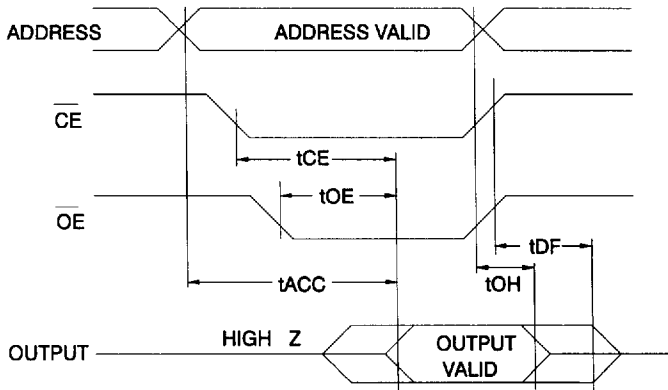 ADDRESS
ADDRESS VALID
CE
tCE
OE
tOE
tDF
tACC
tOH
HIGH Z
OUTPUT
OUTPUT
VALID